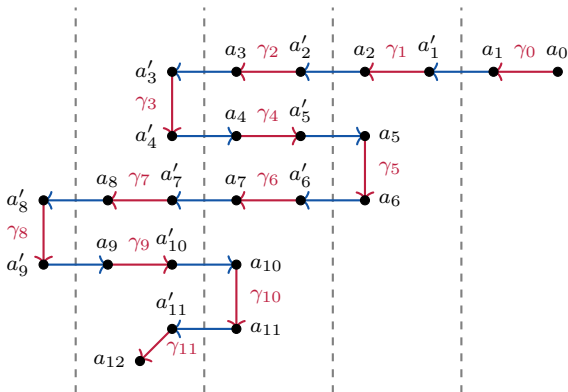 a₃ γ₂ a′₂ a₂ γ₁ a′₁ a₁ γ₀ a₀
a′₃
γ₃
a′₄ a₄ γ₄ a′₅ a₅
γ₅
a′₈ a₈ γ₇ a′₇ a₇ γ₆ a′₆ a₆
γ₈
a′₉ a₉ γ₉ a′₁₀ a₁₀
γ₁₀
a′₁₁ a₁₁
γ₁₁
a₁₂